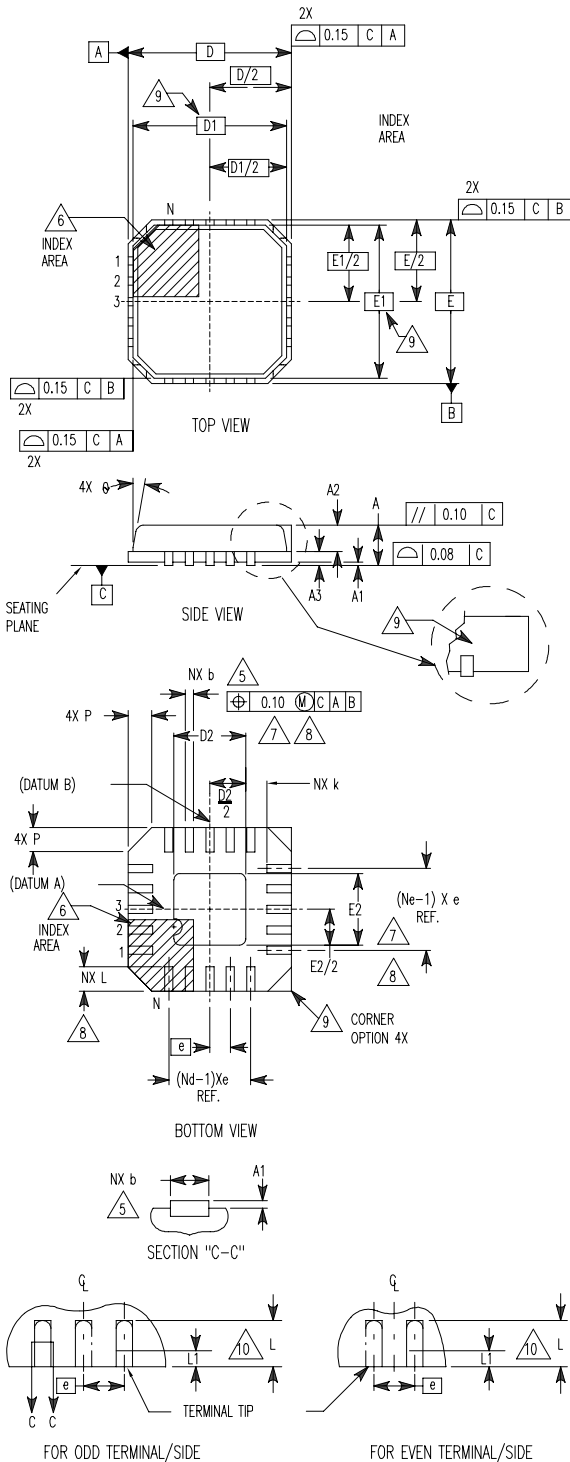 2X
0.15 C A
A
D
D/2
9
D1
INDEX
AREA
D1/2
2X
0.15 C B
6
N
INDEX
AREA
1
2
3
E1/2
E/2
E1
E
9
0.15 C B
2X
B
0.15 C A
2X
TOP VIEW
4X θ
A2
A
// 0.10 C
0.08 C
A3
A1
C
SEATING
PLANE
SIDE VIEW
9
NX b
5
0.10 M C A B
4X P
D2
7
8
(DATUM B)
D2
2
NX k
4X P
(DATUM A)
6
INDEX
AREA
3
2
1
E2
(Ne-1) X e
REF.
7
8
E2/2
NX L
8
N
9
CORNER
OPTION 4X
e
(Nd-1)Xe
REF.
BOTTOM VIEW
NX b
5
A1
SECTION "C-C"
CL
L
10
L1
e
C C
TERMINAL TIP
CL
L
10
L1
e
FOR ODD TERMINAL/SIDE
FOR EVEN TERMINAL/SIDE